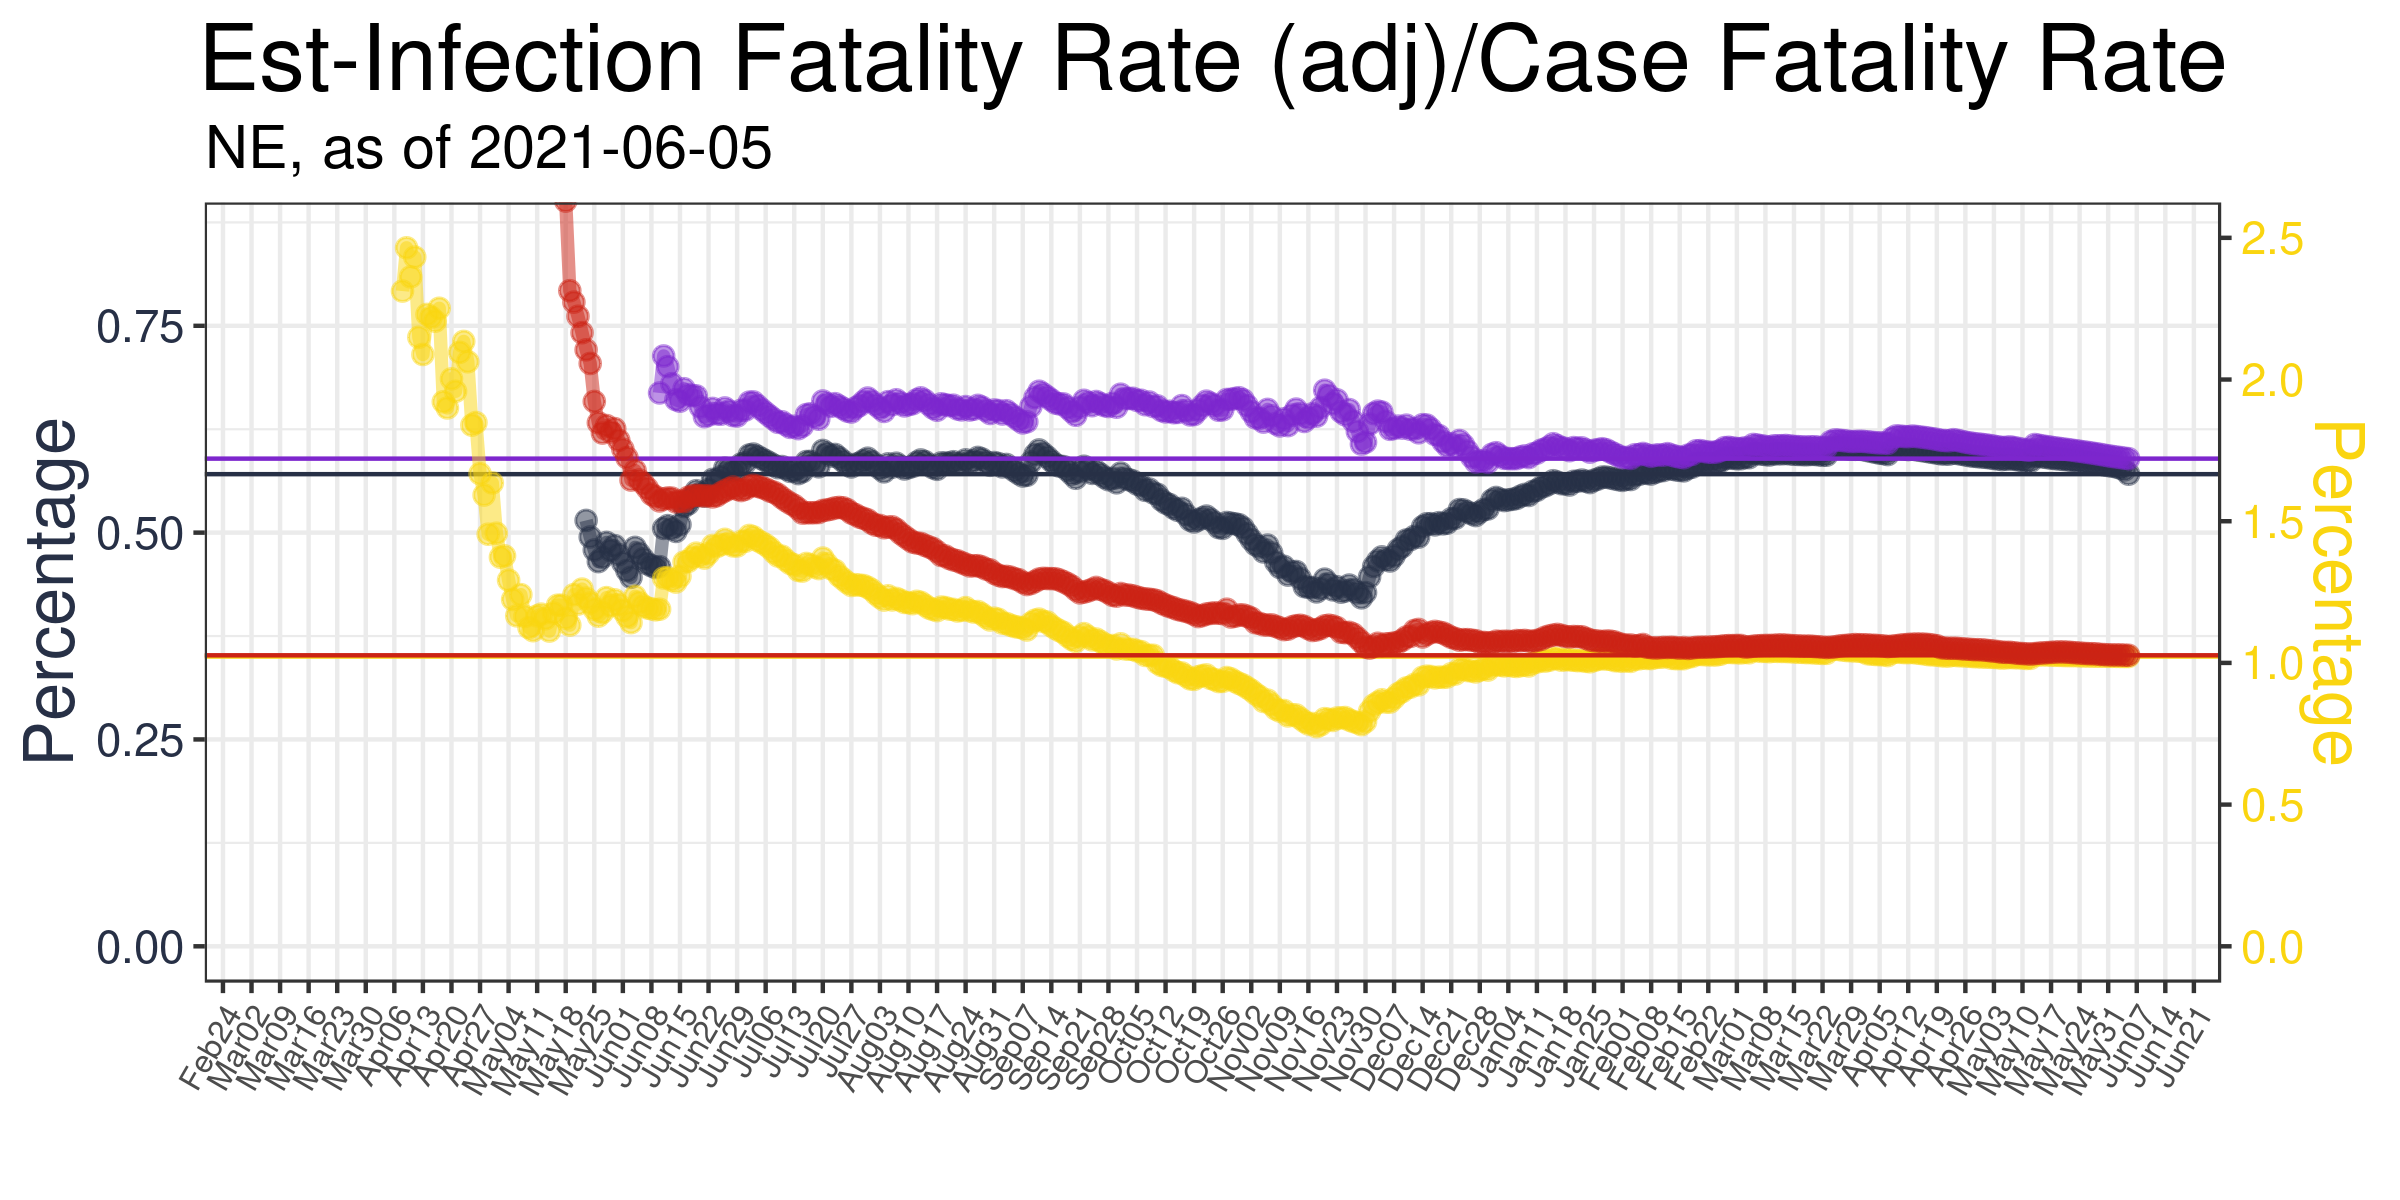 Est-Infection Fatality Rate (adj)/Case Fatality Rate
NE, as of 2021-06-05
Percentage
0.75
0.50
0.25
0.00
2.5
2.0
1.5
1.0
0.5
0.0
Percentage
Feb24
Mar02
Mar09
Mar16
Mar23
Mar30
Apr06
Apr13
Apr20
Apr27
May04
May11
May18
May25
Jun01
Jun08
Jun15
Jun22
Jun29
Jul06
Jul13
Jul20
Jul27
Aug03
Aug10
Aug17
Aug24
Aug31
Sep07
Sep14
Sep21
Sep28
Oct05
Oct12
Oct19
Oct26
Nov02
Nov09
Nov16
Nov23
Nov30
Dec07
Dec14
Dec21
Dec28
Jan04
Jan11
Jan18
Jan25
Feb01
Feb08
Feb15
Feb22
Mar01
Mar08
Mar15
Mar22
Mar29
Apr05
Apr12
Apr19
Apr26
May03
May10
May17
May24
May31
Jun07
Jun14
Jun21